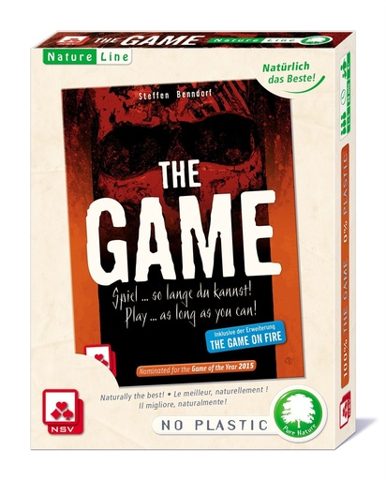 Nature Line
THE GAME
Natürlich
das Beste!
Steffen Benndorf
THE
GAME
Spiel ... so lange du kannst!
Play ... as long as you can!
Inklusive der Erweiterung
THE GAME ON FIRE
Nominated for the Game of the Year 2015
NSV
Naturally the best! • Le meilleur, naturellement !
Il migliore, naturalmente!
NO PLASTIC
Pure Nature
100% THE GAME 0% PLASTIC